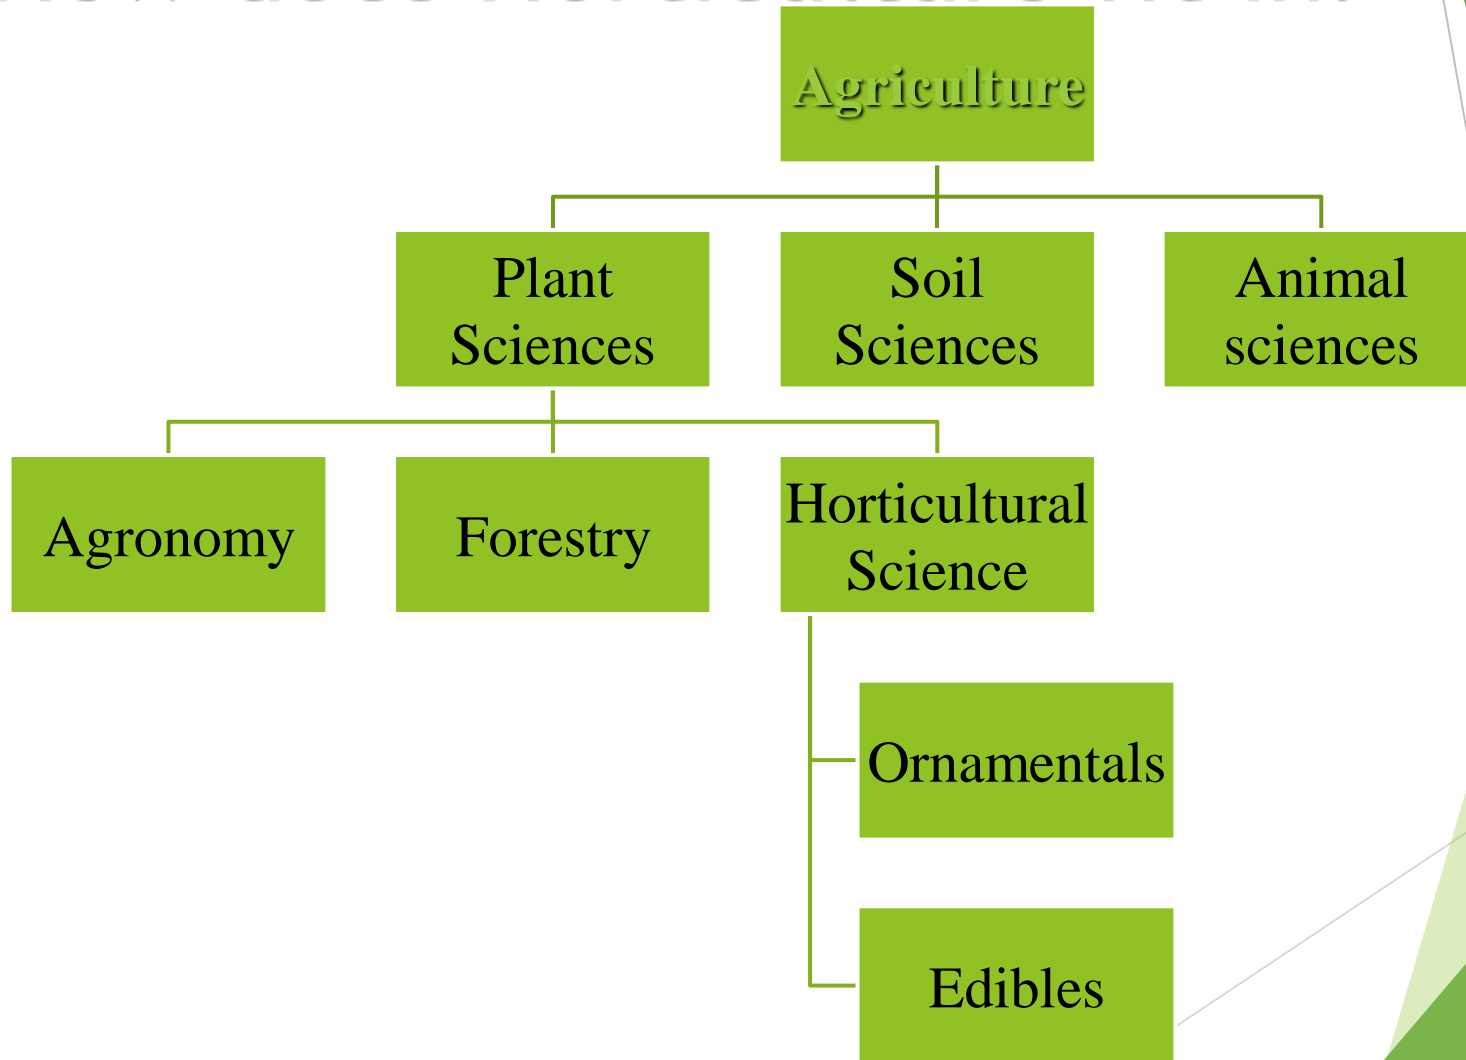 Agriculture
Plant
Sciences
Soil
Sciences
Animal
sciences
Agronomy
Forestry
Horticultural
Science
Ornamentals
Edibles